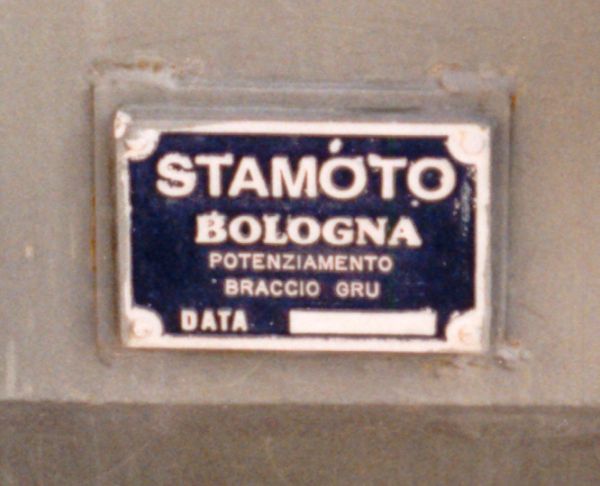 STAMOTO
BOLOGNA
POTENZIAMENTO
BRACCIO GRU
DATA